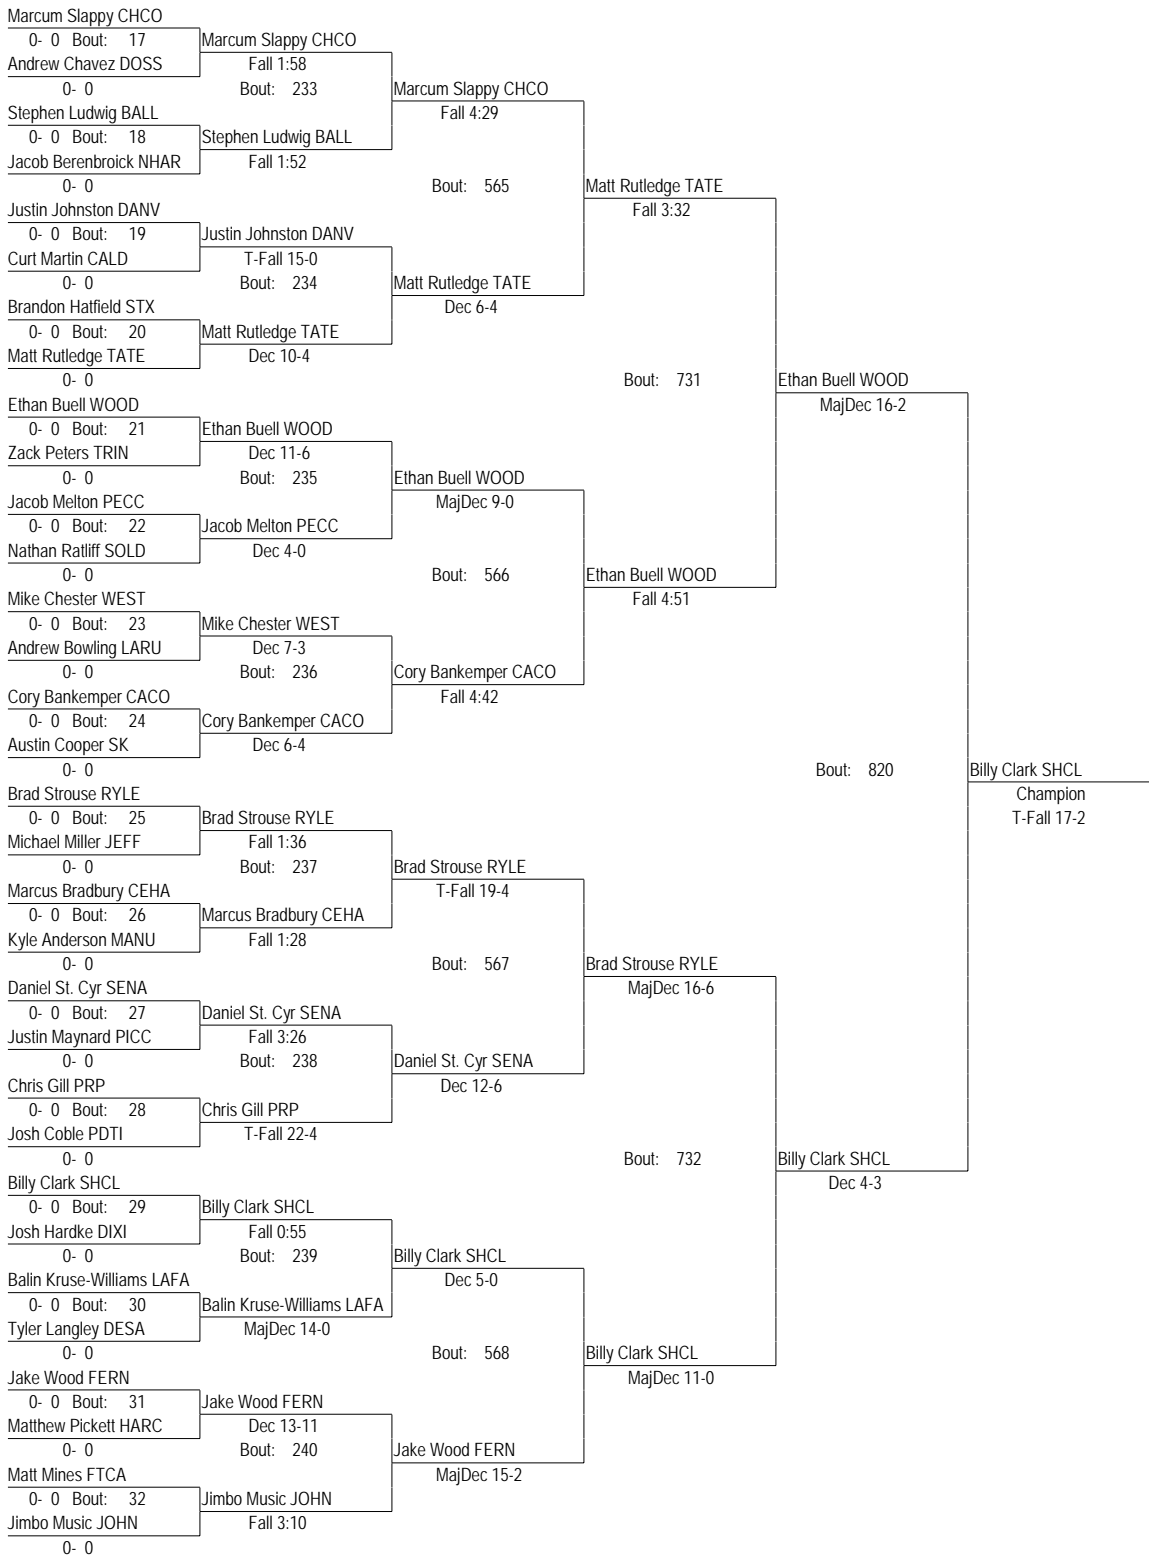 Marcum Slappy CHCO
0- 0 Bout: 17 Marcum Slappy CHCO
Andrew Chavez DOSS Fall 1:58
0- 0 Bout: 233 Marcum Slappy CHCO
Stephen Ludwig BALL Fall 4:29
0- 0 Bout: 18 Stephen Ludwig BALL
Jacob Berenbroick NHAR Fall 1:52
0- 0 Bout: 565 Matt Rutledge TATE
Justin Johnston DANV Fall 3:32
0- 0 Bout: 19 Justin Johnston DANV
Curt Martin CALD T-Fall 15-0
0- 0 Bout: 234 Matt Rutledge TATE
Brandon Hatfield STX Dec 6-4
0- 0 Bout: 20 Matt Rutledge TATE
Matt Rutledge TATE Dec 10-4
0- 0 Bout: 731 Ethan Buell WOOD
Ethan Buell WOOD MajDec 16-2
0- 0 Bout: 21 Ethan Buell WOOD
Zack Peters TRIN Dec 11-6
0- 0 Bout: 235 Ethan Buell WOOD
Jacob Melton PECC MajDec 9-0
0- 0 Bout: 22 Jacob Melton PECC
Nathan Ratliff SOLD Dec 4-0
0- 0 Bout: 566 Ethan Buell WOOD
Mike Chester WEST Fall 4:51
0- 0 Bout: 23 Mike Chester WEST
Andrew Bowling LARU Dec 7-3
0- 0 Bout: 236 Cory Bankemper CACO
Cory Bankemper CACO Fall 4:42
0- 0 Bout: 24 Cory Bankemper CACO
Austin Cooper SK Dec 6-4
0- 0 Bout: 820 Billy Clark SHCL
Brad Strouse RYLE Champion
0- 0 Bout: 25 Brad Strouse RYLE T-Fall 17-2
Michael Miller JEFF Fall 1:36
0- 0 Bout: 237 Brad Strouse RYLE
Marcus Bradbury CEHA T-Fall 19-4
0- 0 Bout: 26 Marcus Bradbury CEHA
Kyle Anderson MANU Fall 1:28
0- 0 Bout: 567 Brad Strouse RYLE
Daniel St. Cyr SENA MajDec 16-6
0- 0 Bout: 27 Daniel St. Cyr SENA
Justin Maynard PICC Fall 3:26
0- 0 Bout: 238 Daniel St. Cyr SENA
Chris Gill PRP Dec 12-6
0- 0 Bout: 28 Chris Gill PRP
Josh Coble PDTI T-Fall 22-4
0- 0 Bout: 732 Billy Clark SHCL
Billy Clark SHCL Dec 4-3
0- 0 Bout: 29 Billy Clark SHCL
Josh Hardke DIXI Fall 0:55
0- 0 Bout: 239 Billy Clark SHCL
Balin Kruse-Williams LAFA Dec 5-0
0- 0 Bout: 30 Balin Kruse-Williams LAFA
Tyler Langley DESA MajDec 14-0
0- 0 Bout: 568 Billy Clark SHCL
Jake Wood FERN MajDec 11-0
0- 0 Bout: 31 Jake Wood FERN
Matthew Pickett HARC Dec 13-11
0- 0 Bout: 240 Jake Wood FERN
Matt Mines FTCA MajDec 15-2
0- 0 Bout: 32 Jimbo Music JOHN
Jimbo Music JOHN Fall 3:10
0- 0